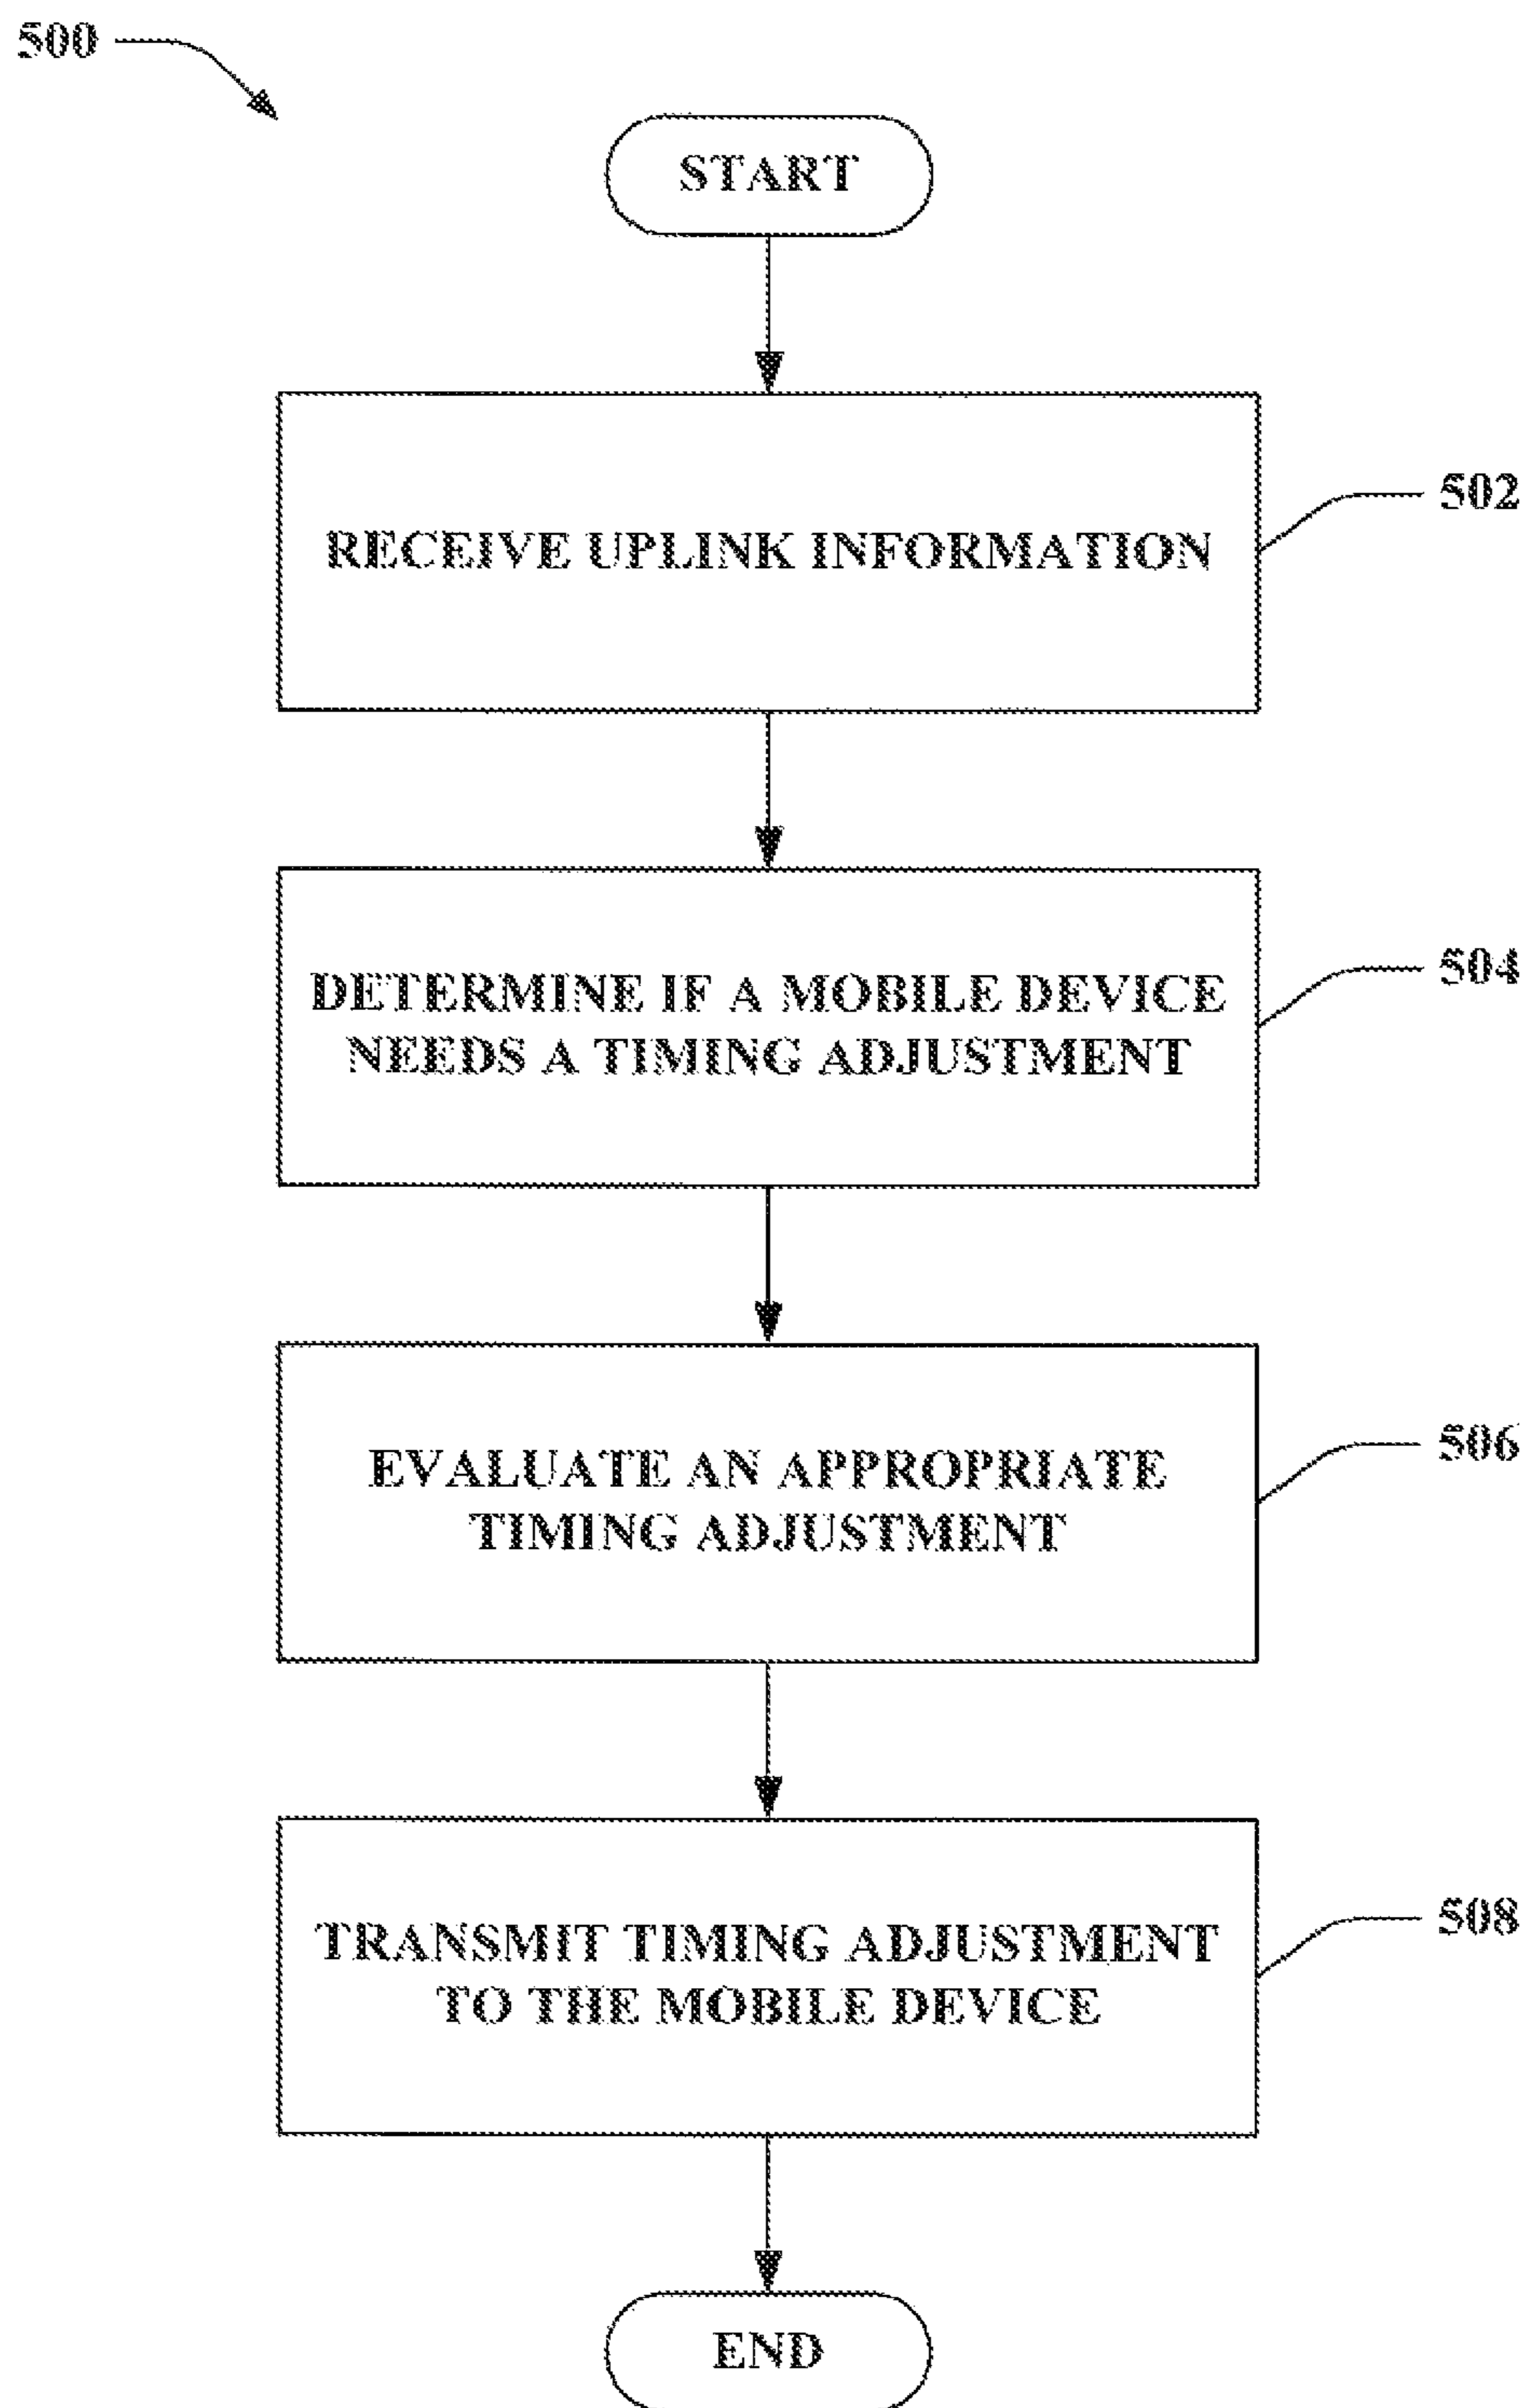 500
START
RECEIVE UPLINK INFORMATION
502
DETERMINE IF A MOBILE DEVICE
NEEDS A TIMING ADJUSTMENT
504
EVALUATE AN APPROPRIATE
TIMING ADJUSTMENT
506
TRANSMIT TIMING ADJUSTMENT
TO THE MOBILE DEVICE
508
END